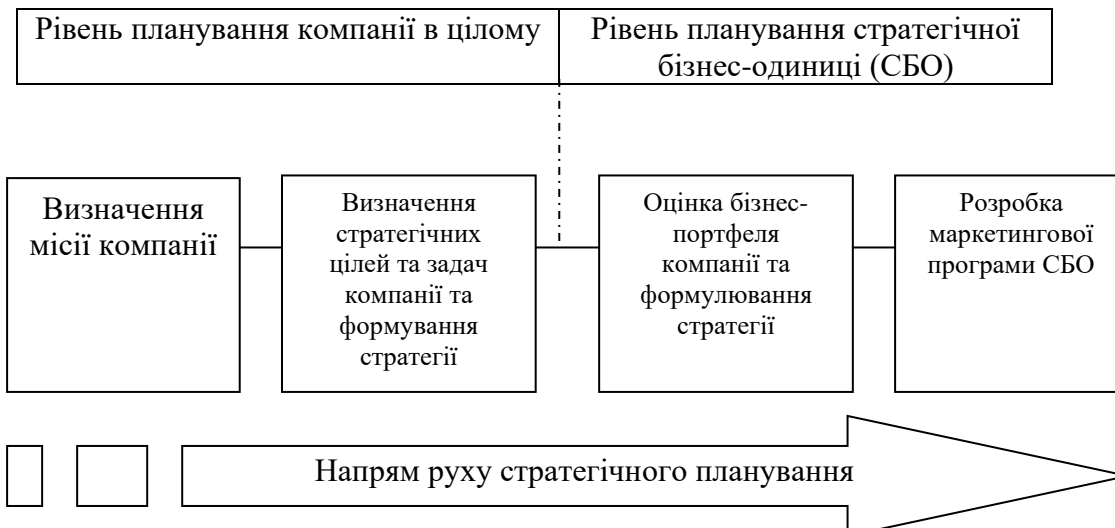 Рівень планування компанії в цілому
Рівень планування стратегічної
бізнес-одиниці (СБО)
Визначення
місії компанії
Визначення
стратегічних
цілей та задач
компанії та
формування
стратегії
Оцінка бізнес-
портфеля
компанії та
формулювання
стратегії
Розробка
маркетингової
програми СБО
Напрям руху стратегічного планування